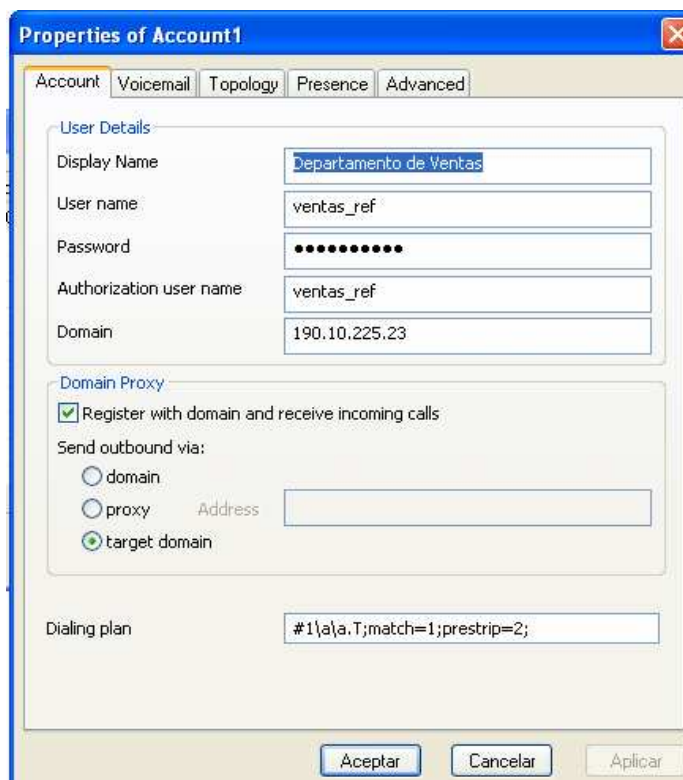 Properties of Account1
Account Voicemail Topology Presence Advanced
User Details
Display Name Departamento de Ventas
User name ventas_ref
Password ●●●●●●●●●●
Authorization user name ventas_ref
Domain 190.10.225.23
Domain Proxy
Register with domain and receive incoming calls
Send outbound via:
domain
proxy Address
target domain
Dialing plan #1\a\a.T;match=1;prestrip=2;
Aceptar Cancelar Aplicar